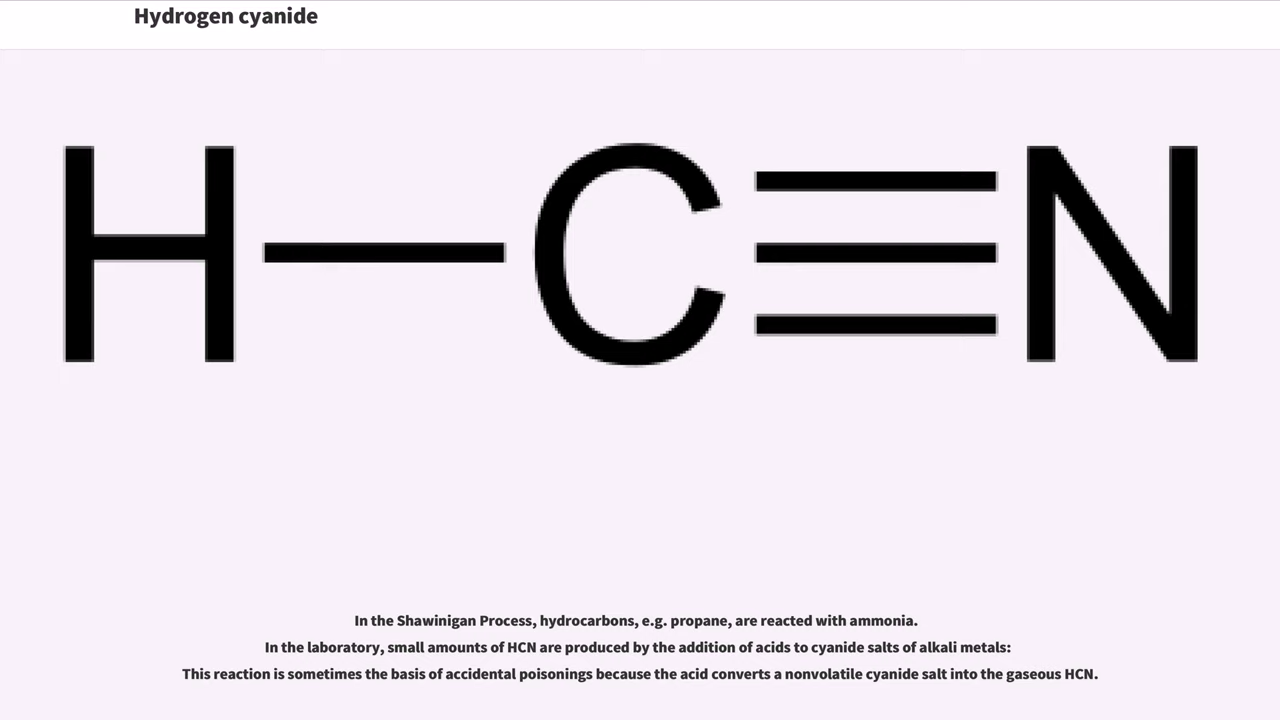 Hydrogen cyanide
H—C≡N
In the Shawinigan Process, hydrocarbons, e.g. propane, are reacted with ammonia.
In the laboratory, small amounts of HCN are produced by the addition of acids to cyanide salts of alkali metals:
This reaction is sometimes the basis of accidental poisonings because the acid converts a nonvolatile cyanide salt into the gaseous HCN.